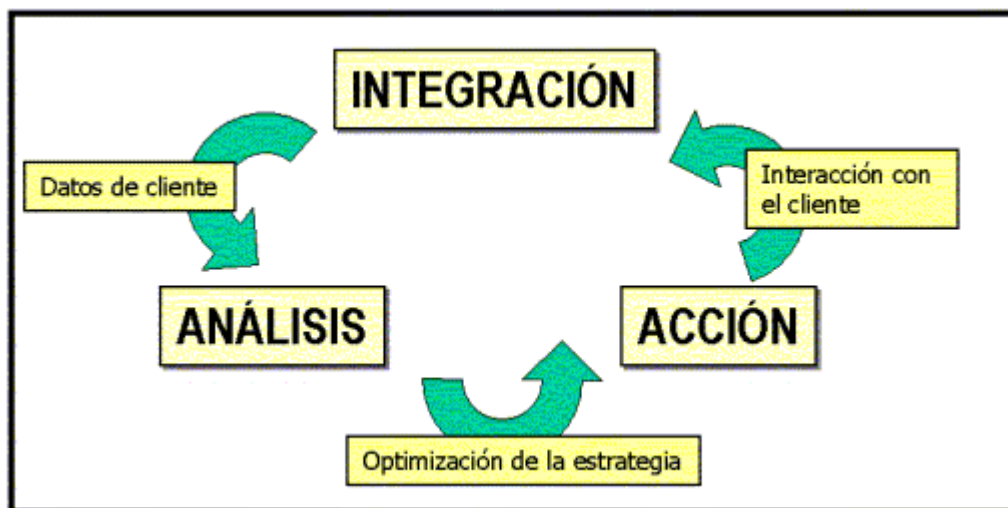 INTEGRACIÓN
Datos de cliente
Interacción con
el cliente
ANÁLISIS
ACCIÓN
Optimización de la estrategia